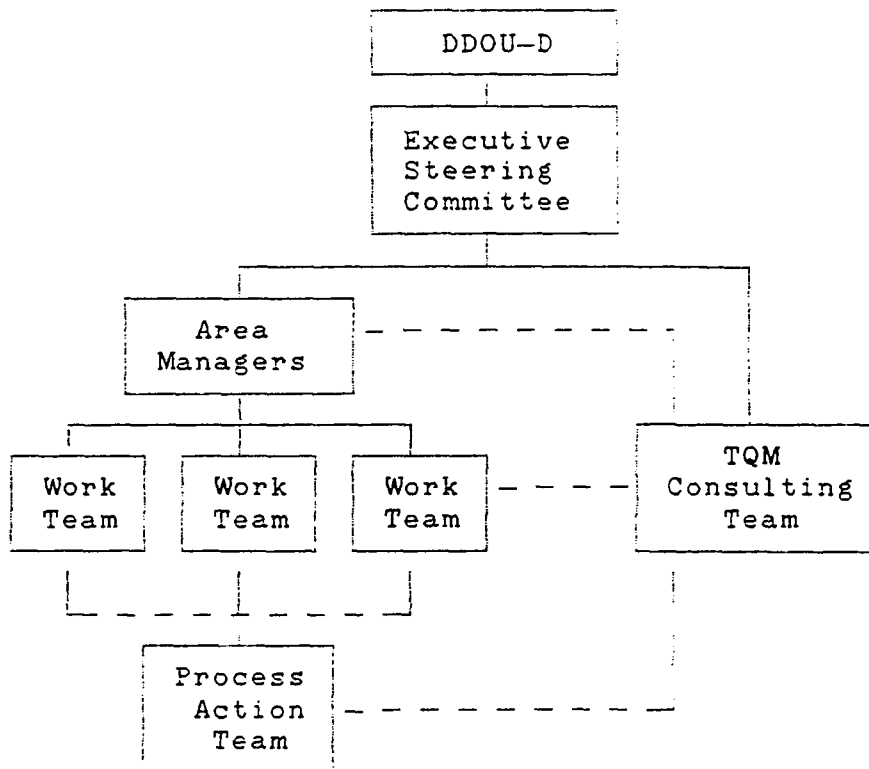 DDOU-D
Executive
Steering
Committee
Area
Managers
Work
Team
Work
Team
Work
Team
TQM
Consulting
Team
Process
Action
Team